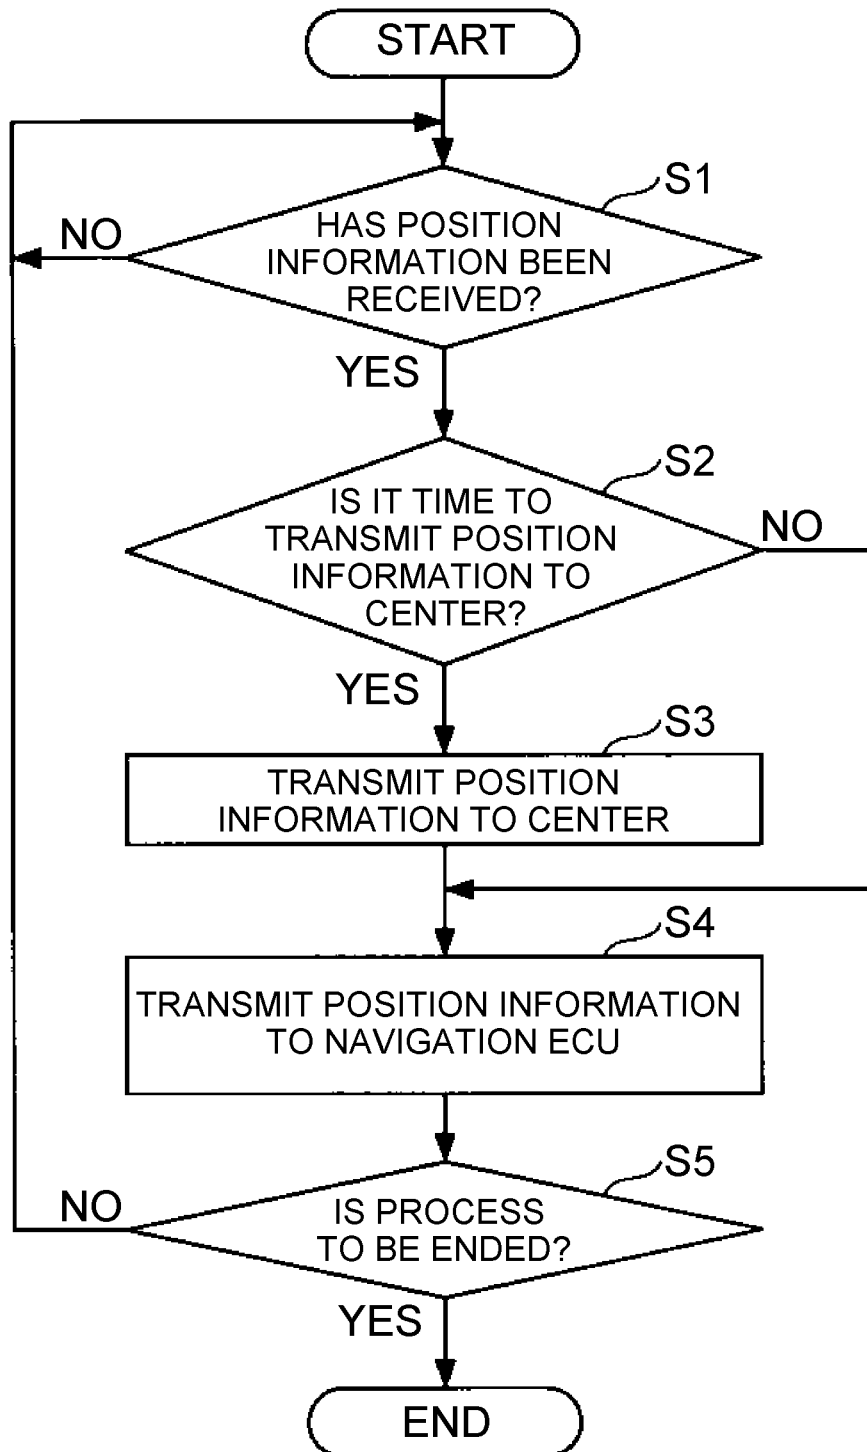 START
S1
HAS POSITION
INFORMATION BEEN
RECEIVED?
NO
YES
S2
IS IT TIME TO
TRANSMIT POSITION
INFORMATION TO
CENTER?
NO
YES
S3
TRANSMIT POSITION
INFORMATION TO CENTER
S4
TRANSMIT POSITION INFORMATION
TO NAVIGATION ECU
S5
IS PROCESS
TO BE ENDED?
NO
YES
END